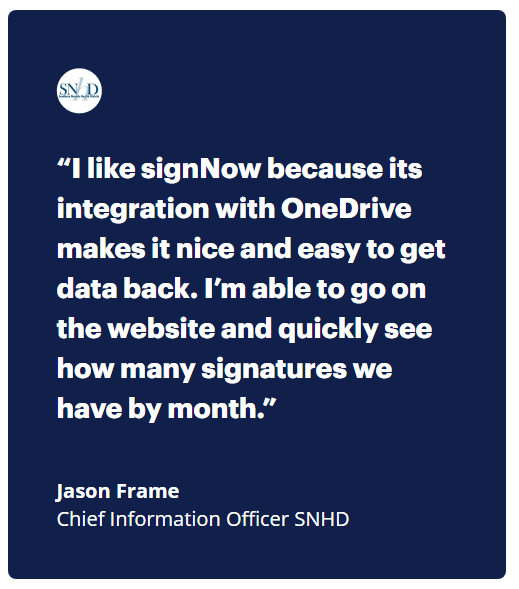 SNHD
“I like signNow because its
integration with OneDrive
makes it nice and easy to get
data back. I’m able to go on
the website and quickly see
how many signatures we
have by month.”
Jason Frame
Chief Information Officer SNHD